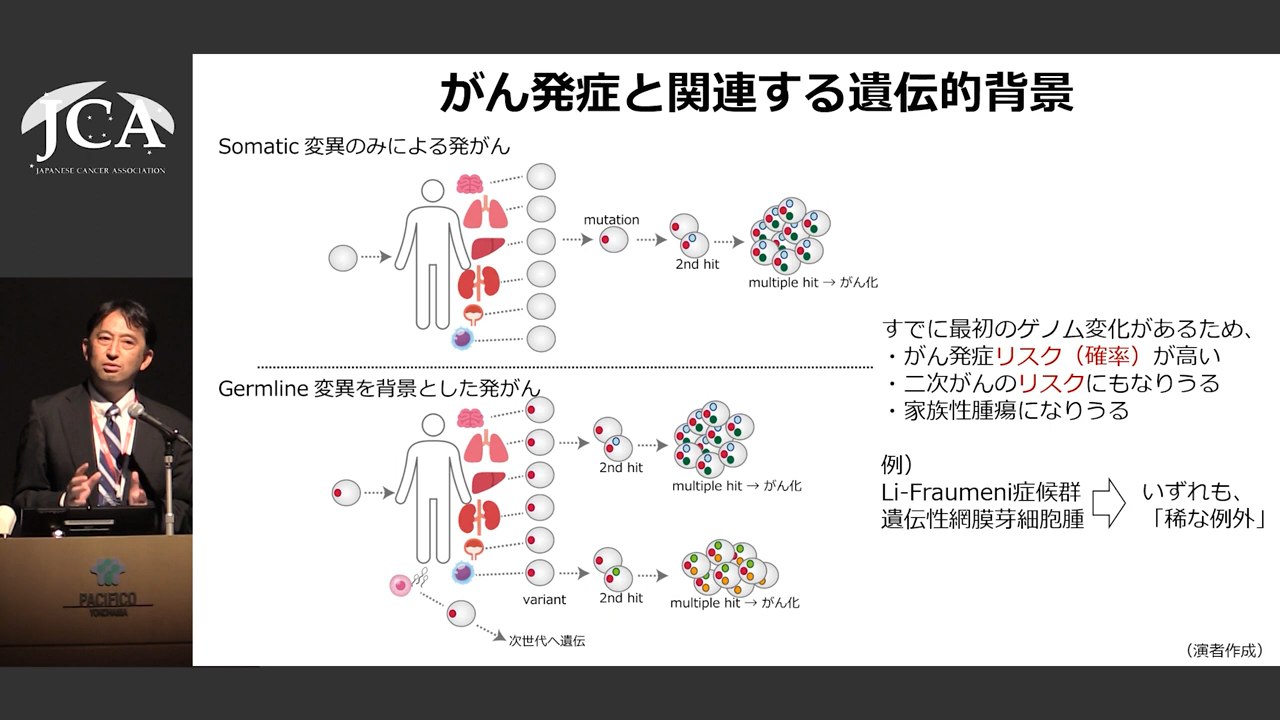 JCA
JAPANESE CANCER ASSOCIATION
がん発症と関連する遺伝的背景
Somatic 変異のみによる発がん
mutation
2nd hit
multiple hit → がん化
Germline 変異を背景とした発がん
2nd hit
multiple hit → がん化
variant
2nd hit
multiple hit → がん化
次世代へ遺伝
すでに最初のゲノム変化があるため、
・がん発症リスク（確率）が高い
・二次がんのリスクにもなりうる
・家族性腫瘍になりうる
例）
Li-Fraumeni症候群
遺伝性網膜芽細胞腫
いずれも、
「稀な例外」
（演者作成）
PACIFICO
YOKOHAMA